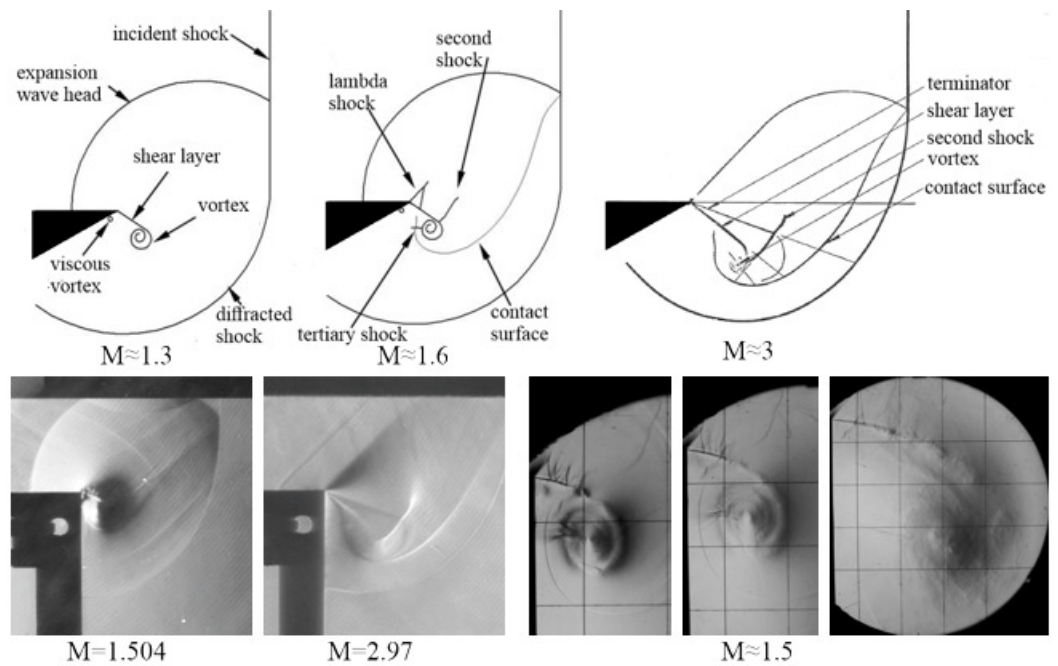 incident shock
expansion
wave head
shear layer
vortex
viscous
vortex
diffracted
shock
M≈1.3
second
shock
lambda
shock
tertiary shock
contact
surface
M≈1.6
terminator
shear layer
second shock
vortex
contact surface
M≈3
M=1.504
M=2.97
M≈1.5